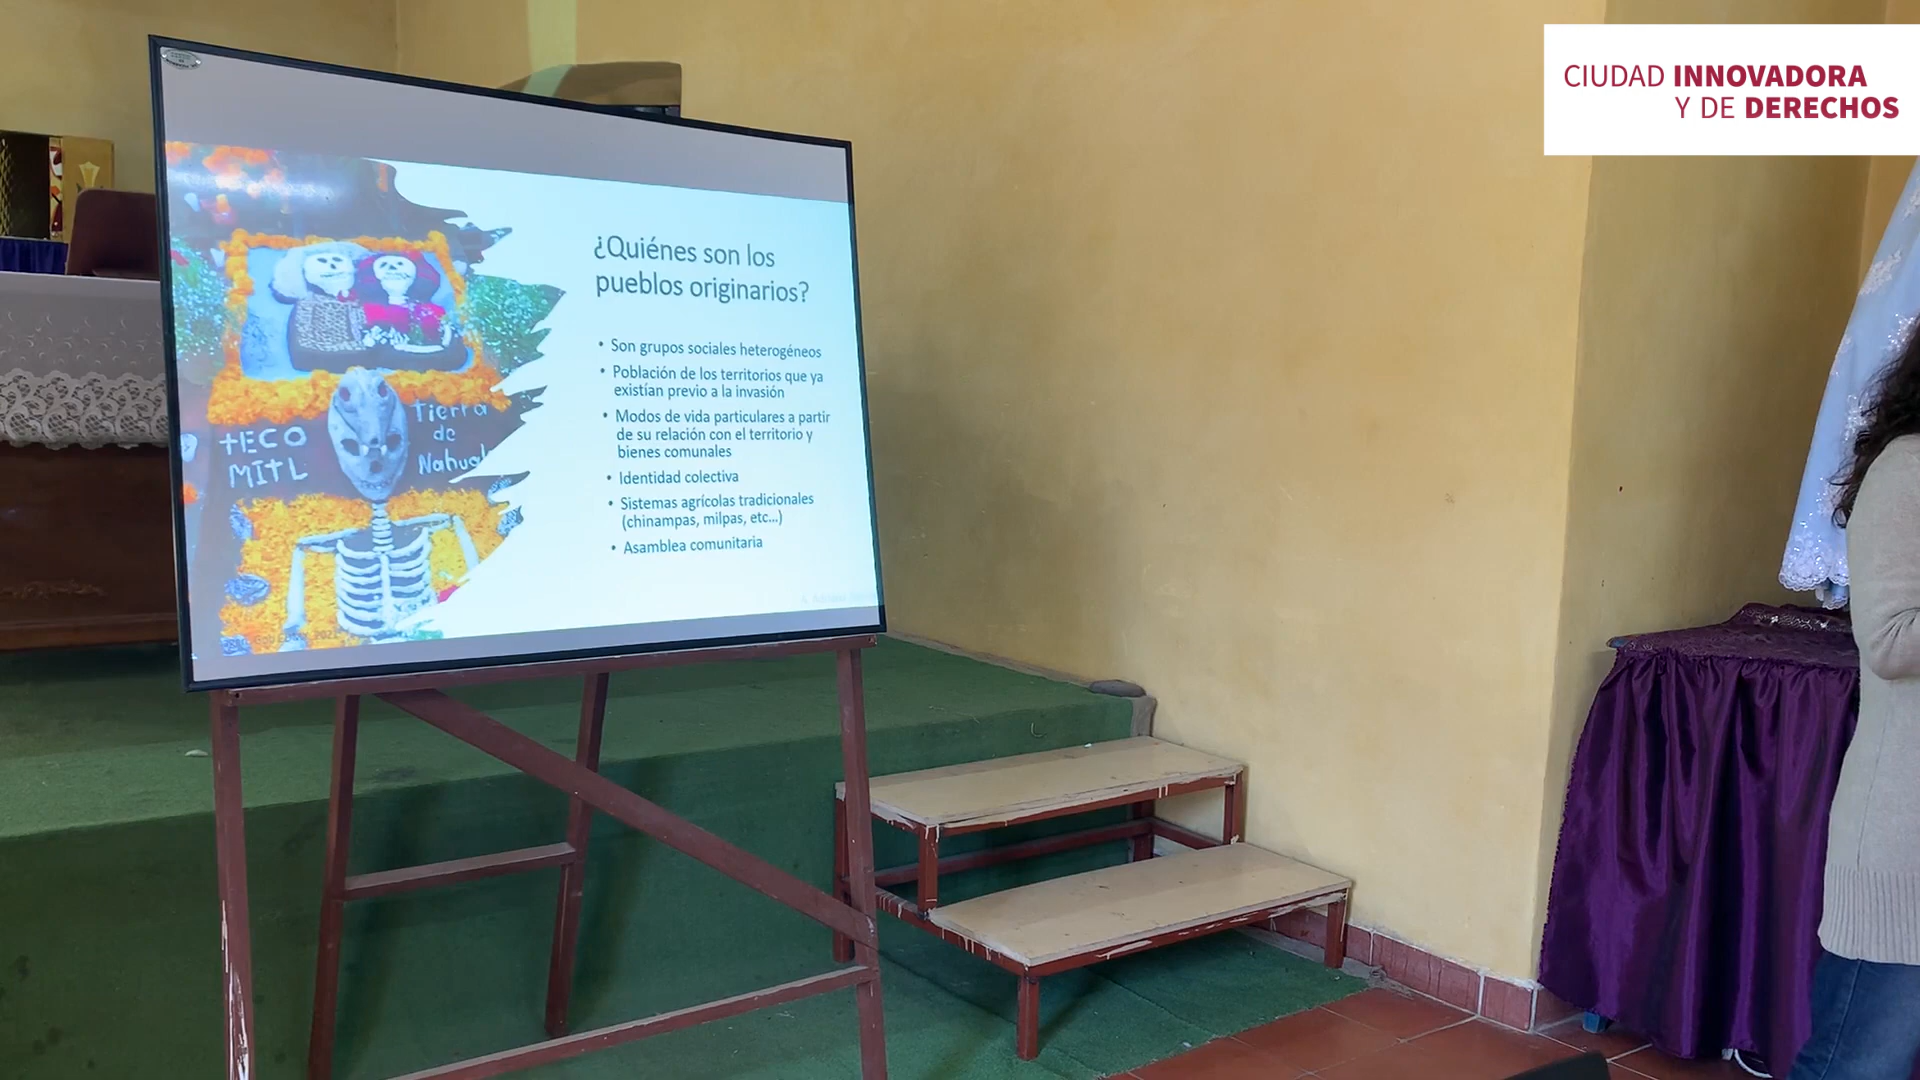 CIUDAD INNOVADORA
Y DE DERECHOS
¿Quiénes son los
pueblos originarios?
• Son grupos sociales heterogéneos
• Población de los territorios que ya
existían previo a la invasión
• Modos de vida particulares a partir
de su relación con el territorio y
bienes comunales
• Identidad colectiva
• Sistemas agrícolas tradicionales
(chinampas, milpas, etc...)
• Asamblea comunitaria
TECO
MITL
Tierra
de
Nahual